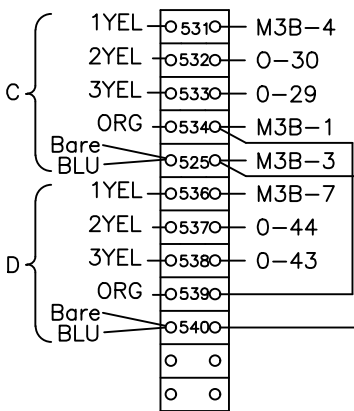 1YEL 531 M3B-4
2YEL 532 0-30
3YEL 533 0-29
C
ORG 534 M3B-1
Bare
BLU 525 M3B-3
1YEL 536 M3B-7
2YEL 537 0-44
D
3YEL 538 0-43
ORG 539
Bare
BLU 540